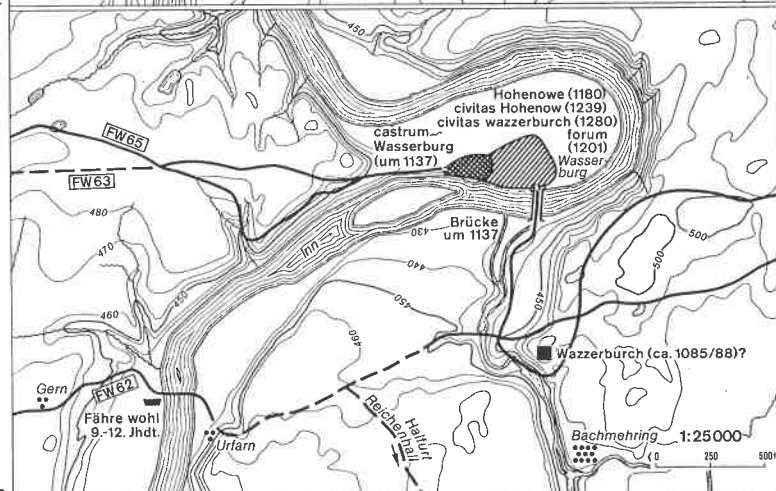 450
Hohenowe (1180)
civitas Hohenow (1239)
civitas wazzerburch (1280)
forum
(1201)
Wasser-
burg
castrum
Wasserburg
(um 1137)
FW65
FW63
480
470
460
450
Inn
Brücke
um 1137
430
440
450
460
450
500
500
500
Wazzerburch (ca. 1085/88)?
Gern
FW62
Fähre wohl
9.-12. Jhdt.
Urfarn
Halfurt
Reichenhall
Bachmehring
1:25000
0 250 500